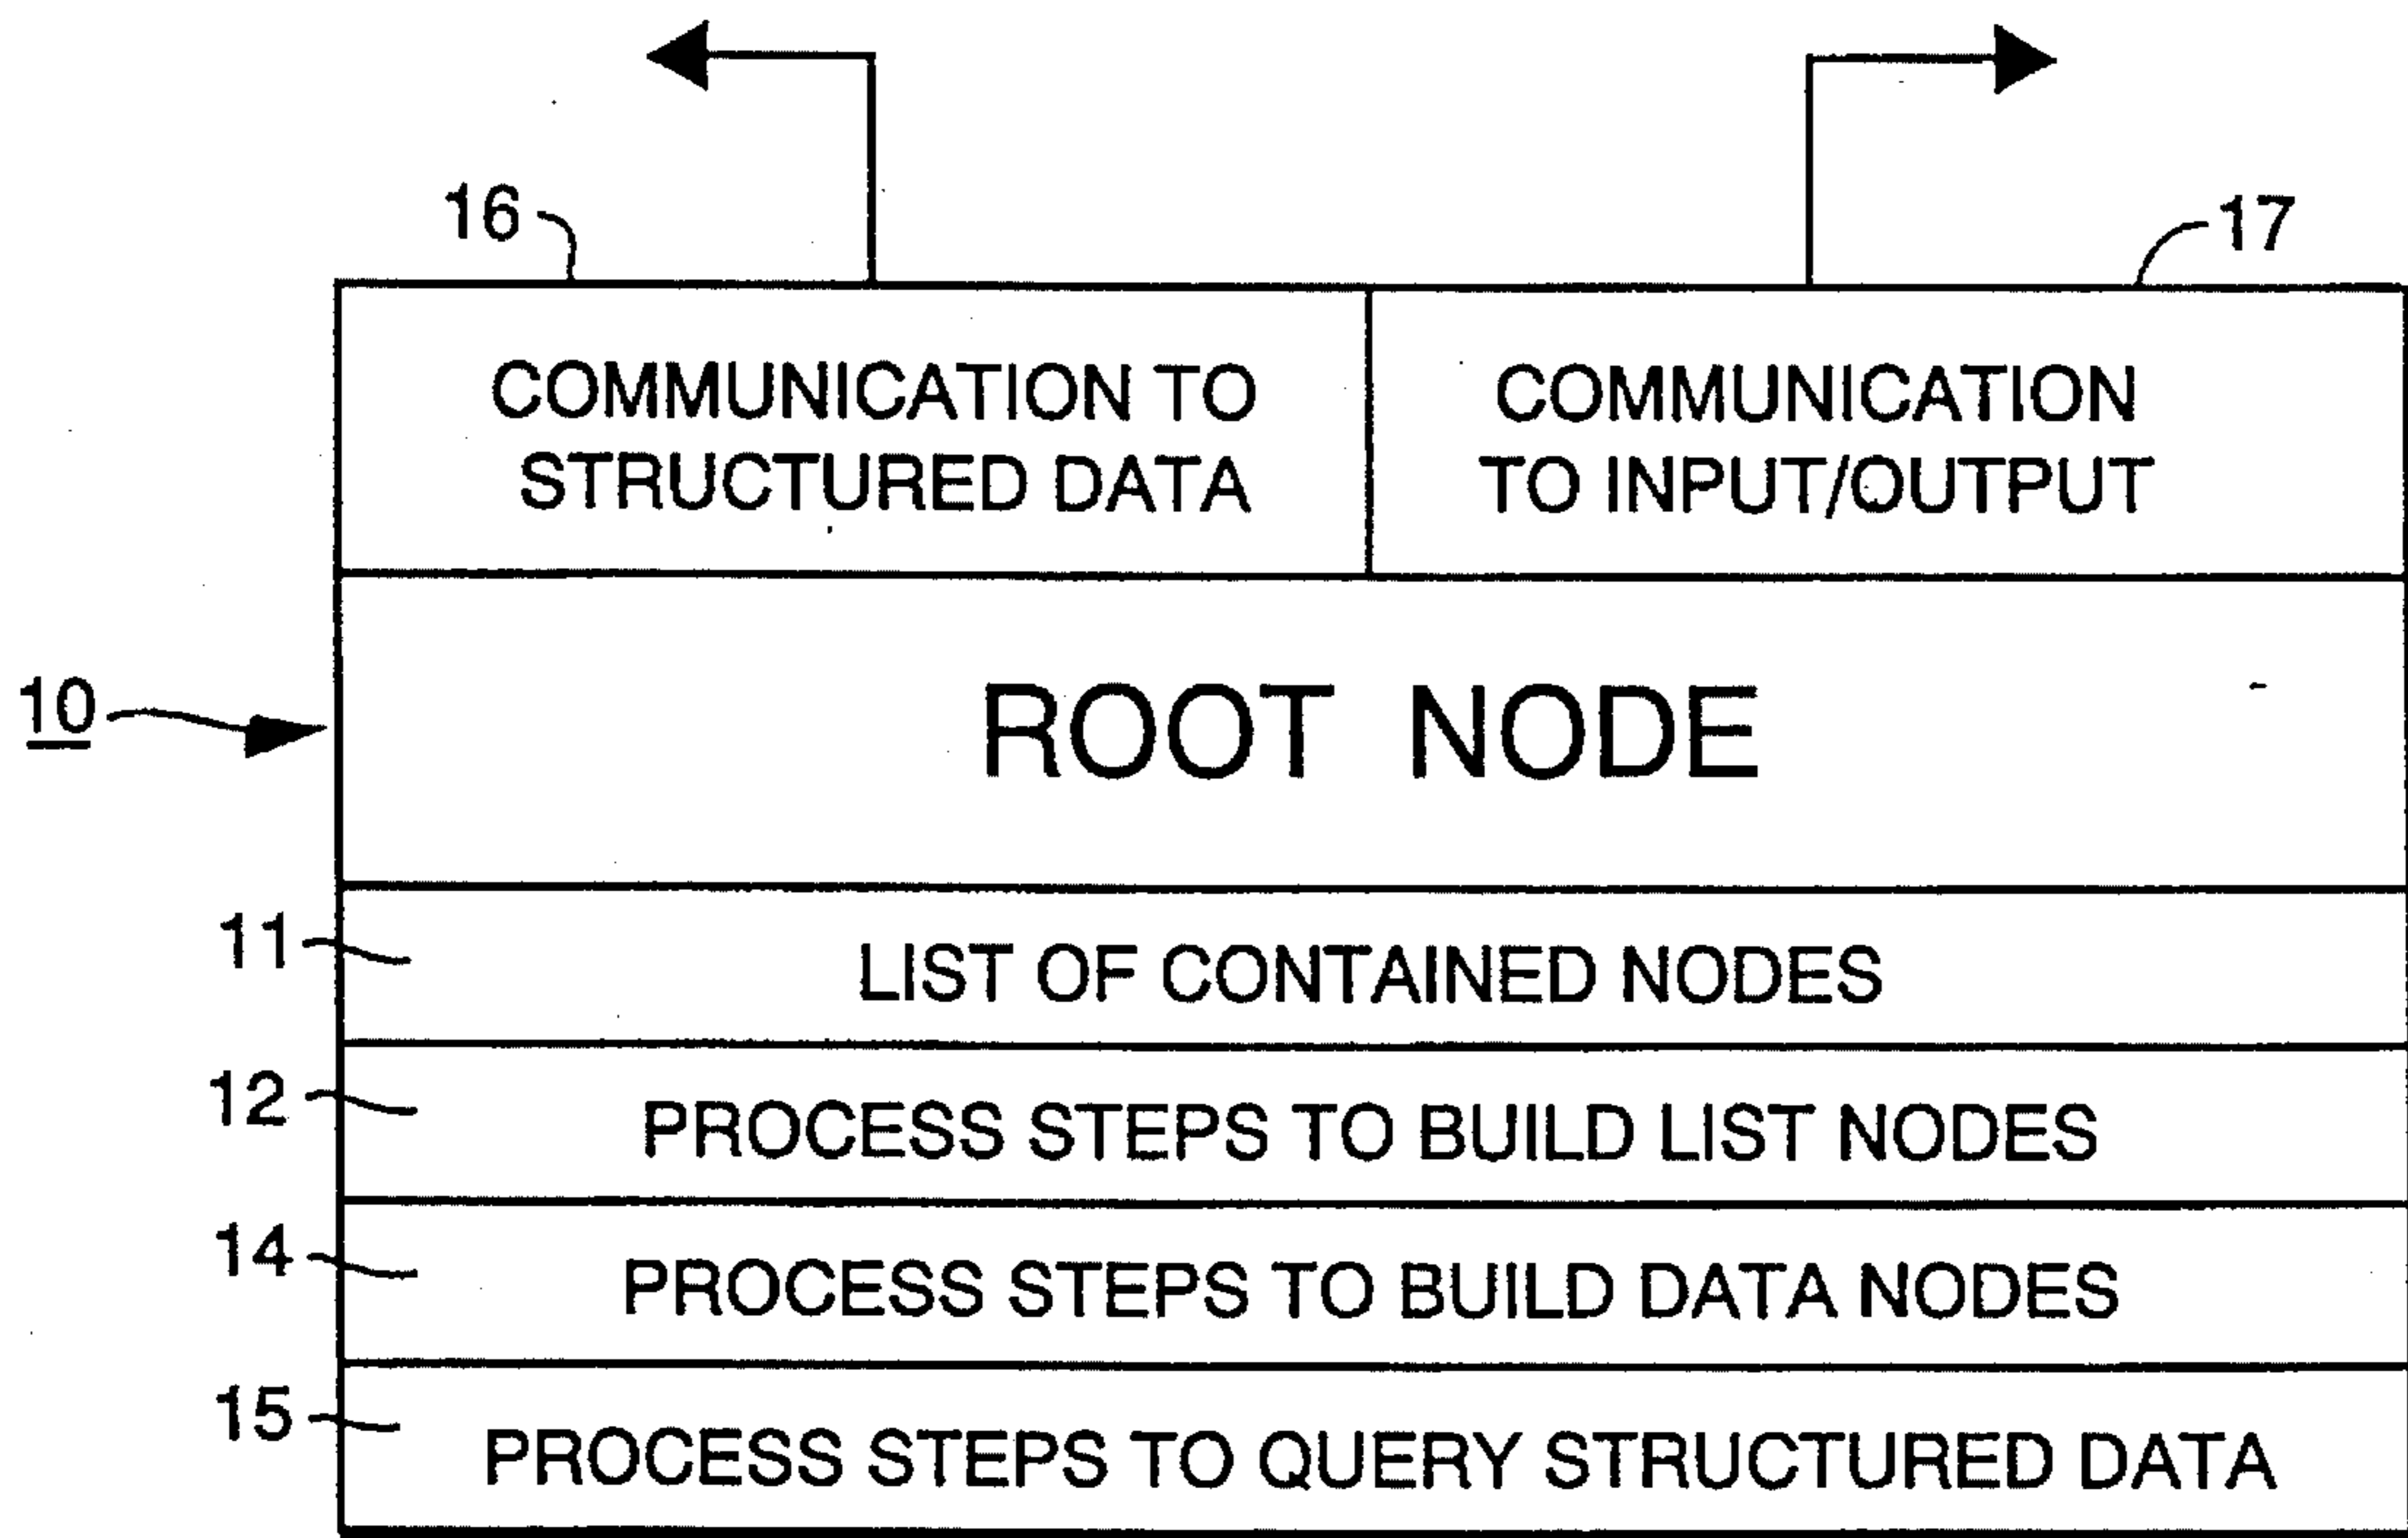 16
17
COMMUNICATION TO
STRUCTURED DATA
COMMUNICATION
TO INPUT/OUTPUT
10
ROOT NODE
11
LIST OF CONTAINED NODES
12
PROCESS STEPS TO BUILD LIST NODES
14
PROCESS STEPS TO BUILD DATA NODES
15
PROCESS STEPS TO QUERY STRUCTURED DATA